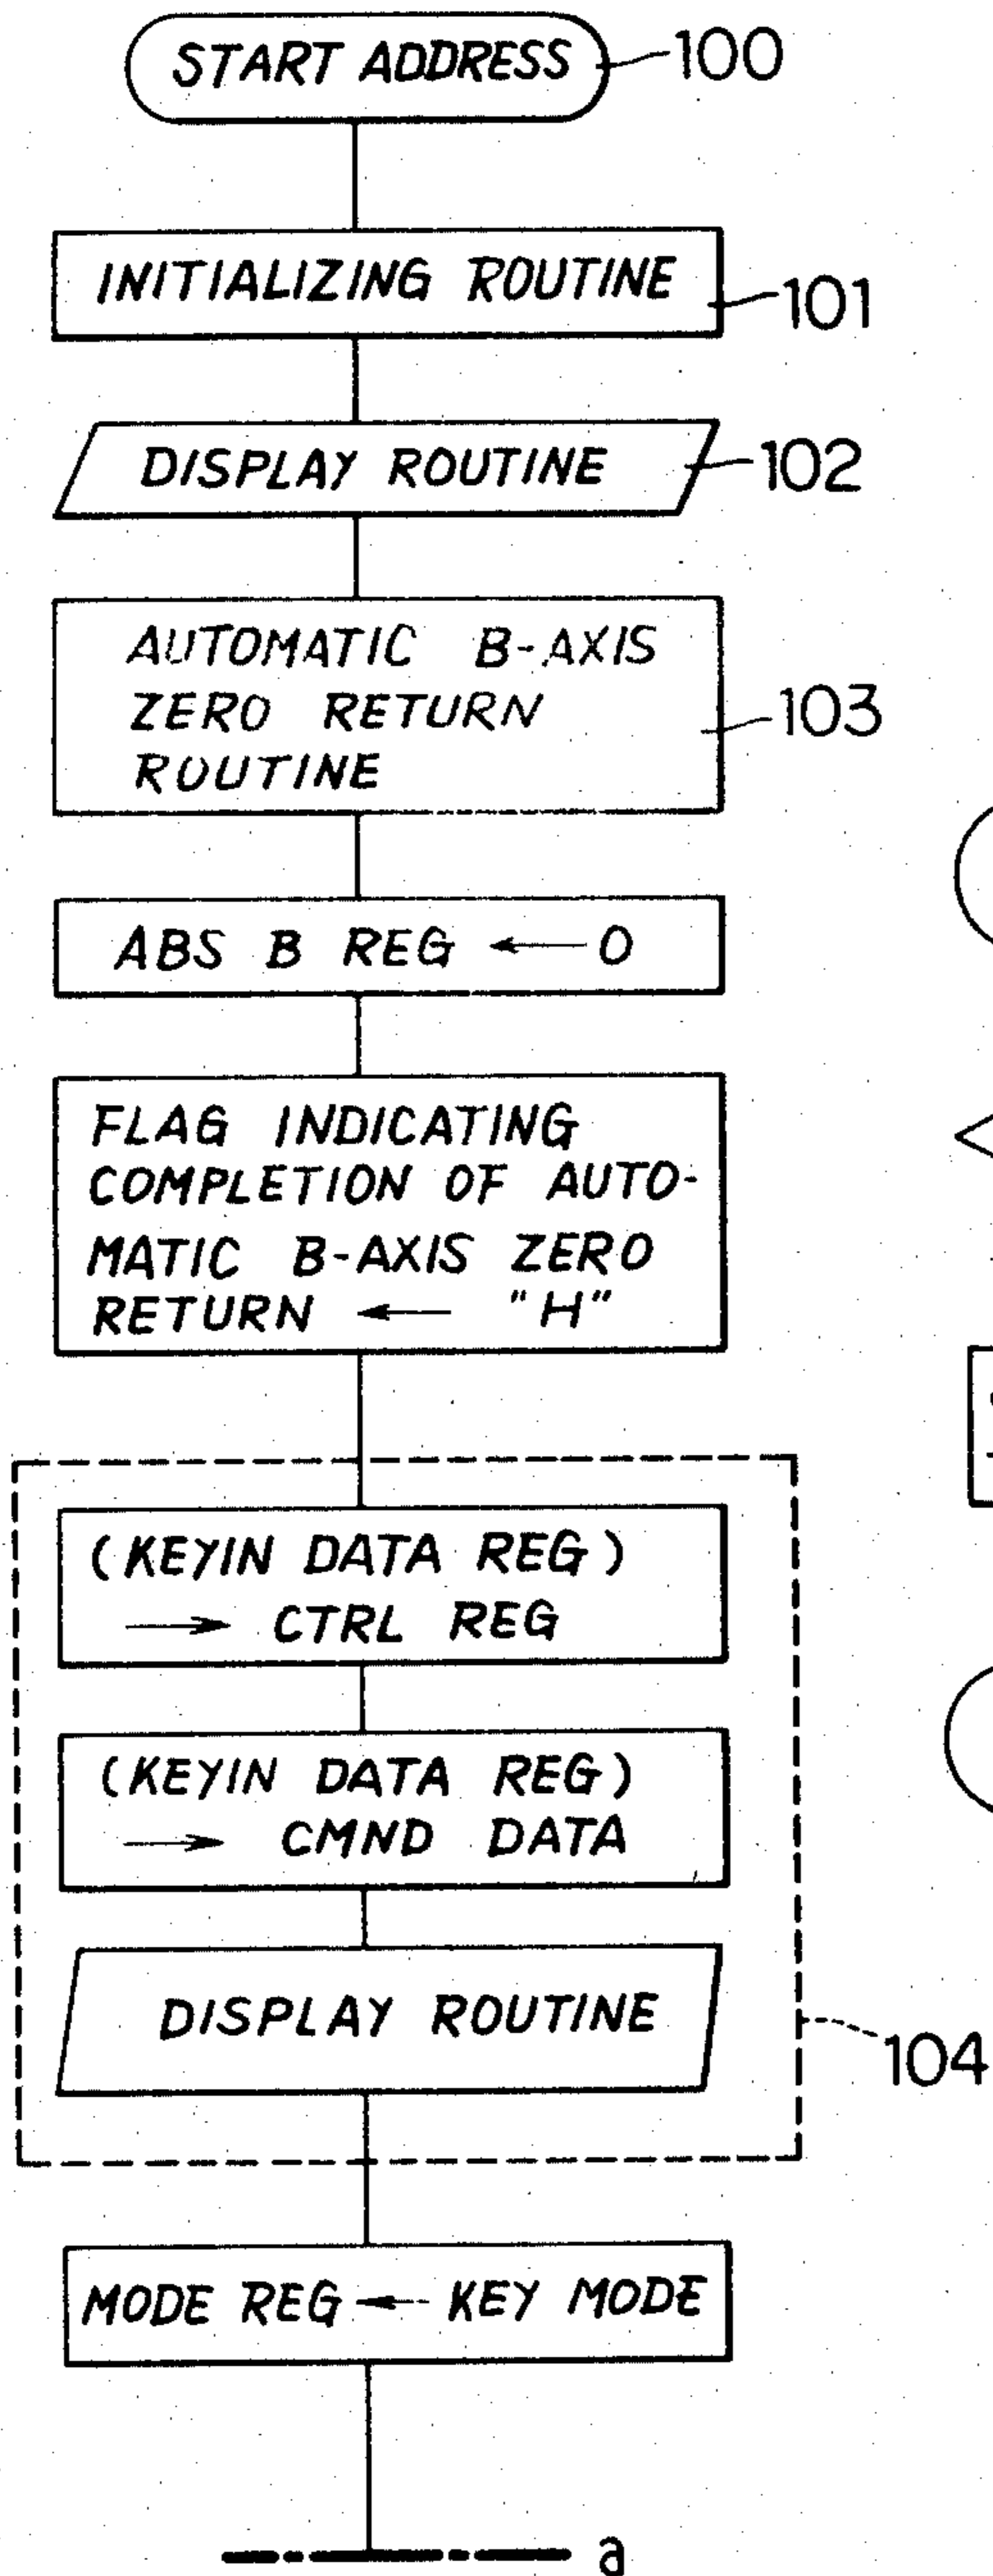 START ADDRESS 100
INITIALIZING ROUTINE 101
DISPLAY ROUTINE 102
AUTOMATIC B-AXIS
ZERO RETURN 103
ROUTINE
ABS B REG ← 0
FLAG INDICATING
COMPLETION OF AUTO-
MATIC B-AXIS ZERO
RETURN ← "H"
(KEYIN DATA REG)
→ CTRL REG
(KEYIN DATA REG)
→ CMND DATA
DISPLAY ROUTINE
104
MODE REG ← KEY MODE
a